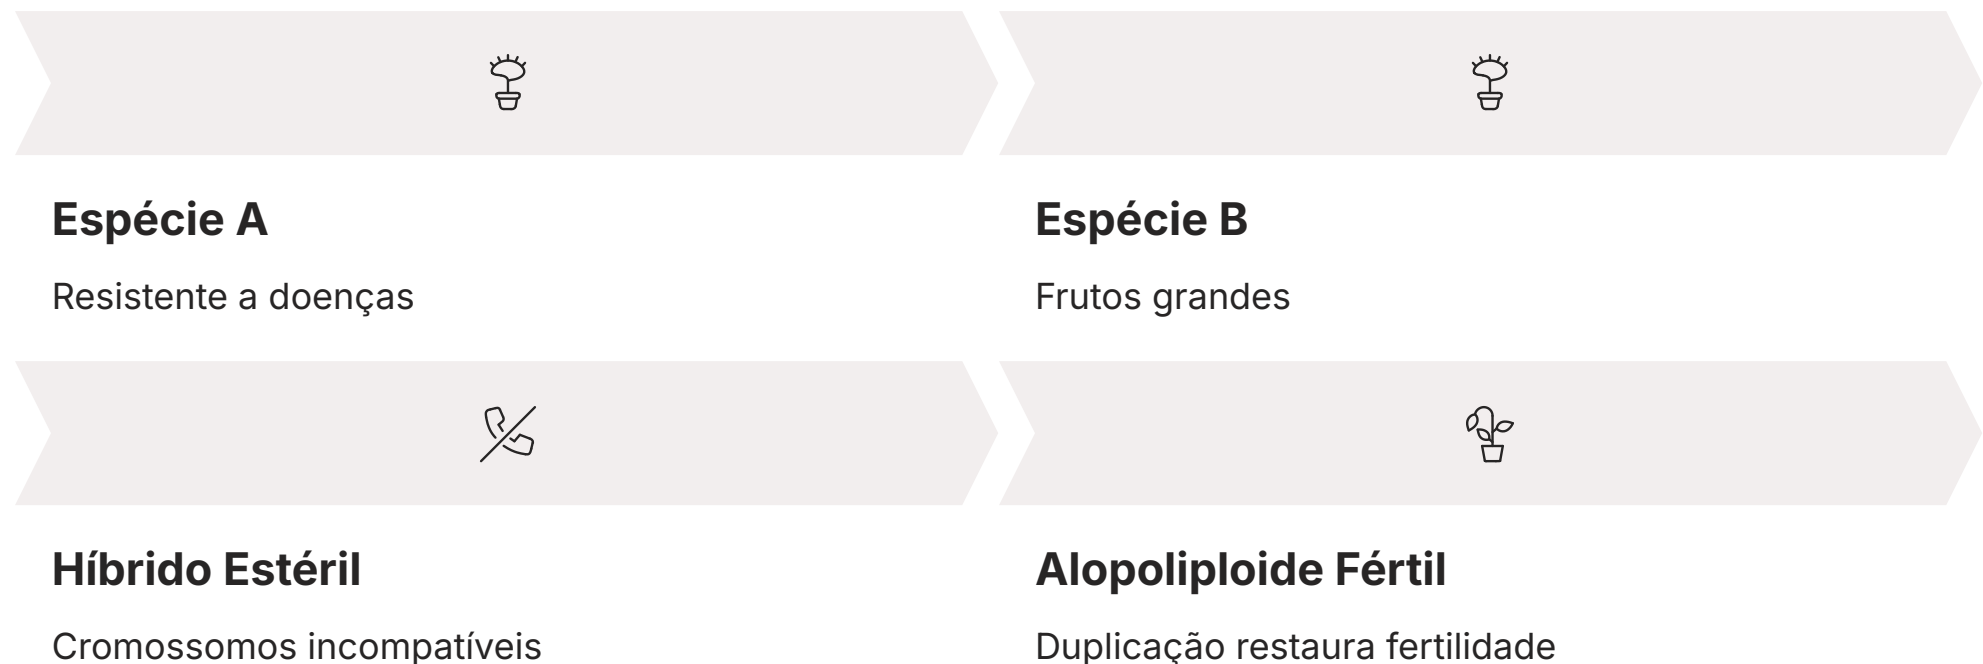 Espécie A
Espécie B
Resistente a doenças
Frutos grandes
Híbrido Estéril
Alopoliploide Fértil
Cromossomos incompatíveis
Duplicação restaura fertilidade